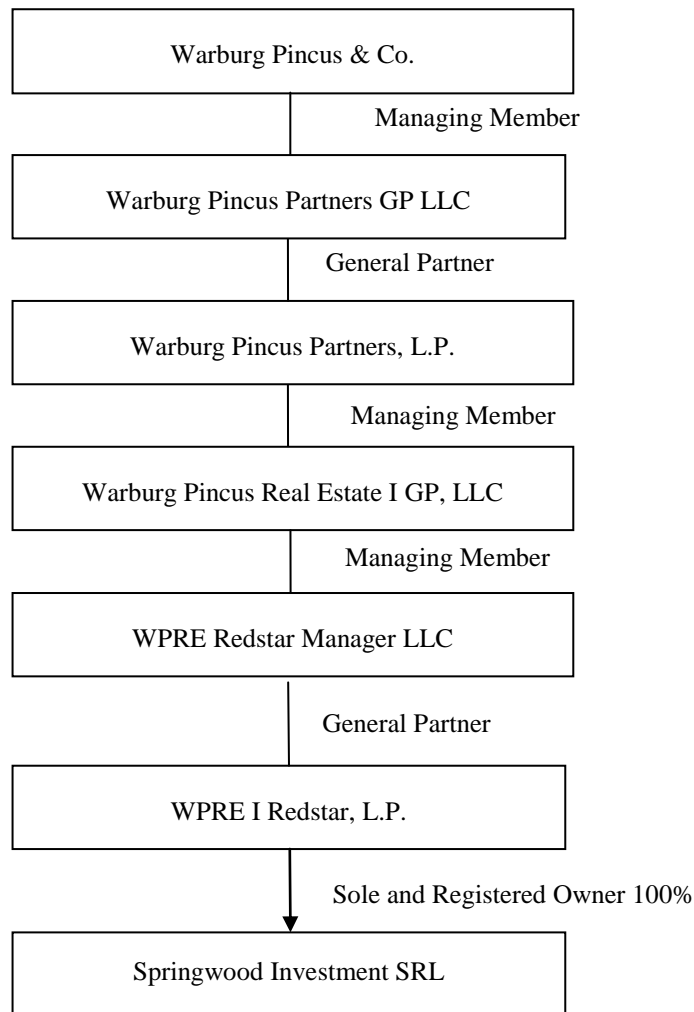 Warburg Pincus & Co.
Managing Member
Warburg Pincus Partners GP LLC
General Partner
Warburg Pincus Partners, L.P.
Managing Member
Warburg Pincus Real Estate I GP, LLC
Managing Member
WPRE Redstar Manager LLC
General Partner
WPRE I Redstar, L.P.
Sole and Registered Owner 100%
Springwood Investment SRL